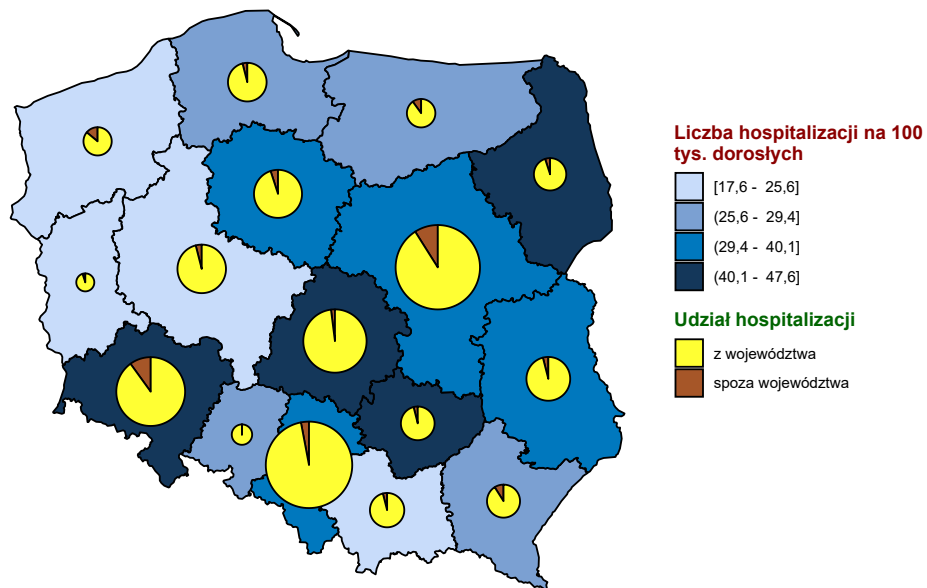 Liczba hospitalizacji na 100
tys. dorosłych
[17,6 - 25,6]
(25,6 - 29,4]
(29,4 - 40,1]
(40,1 - 47,6]
Udział hospitalizacji
z województwa
spoza województwa